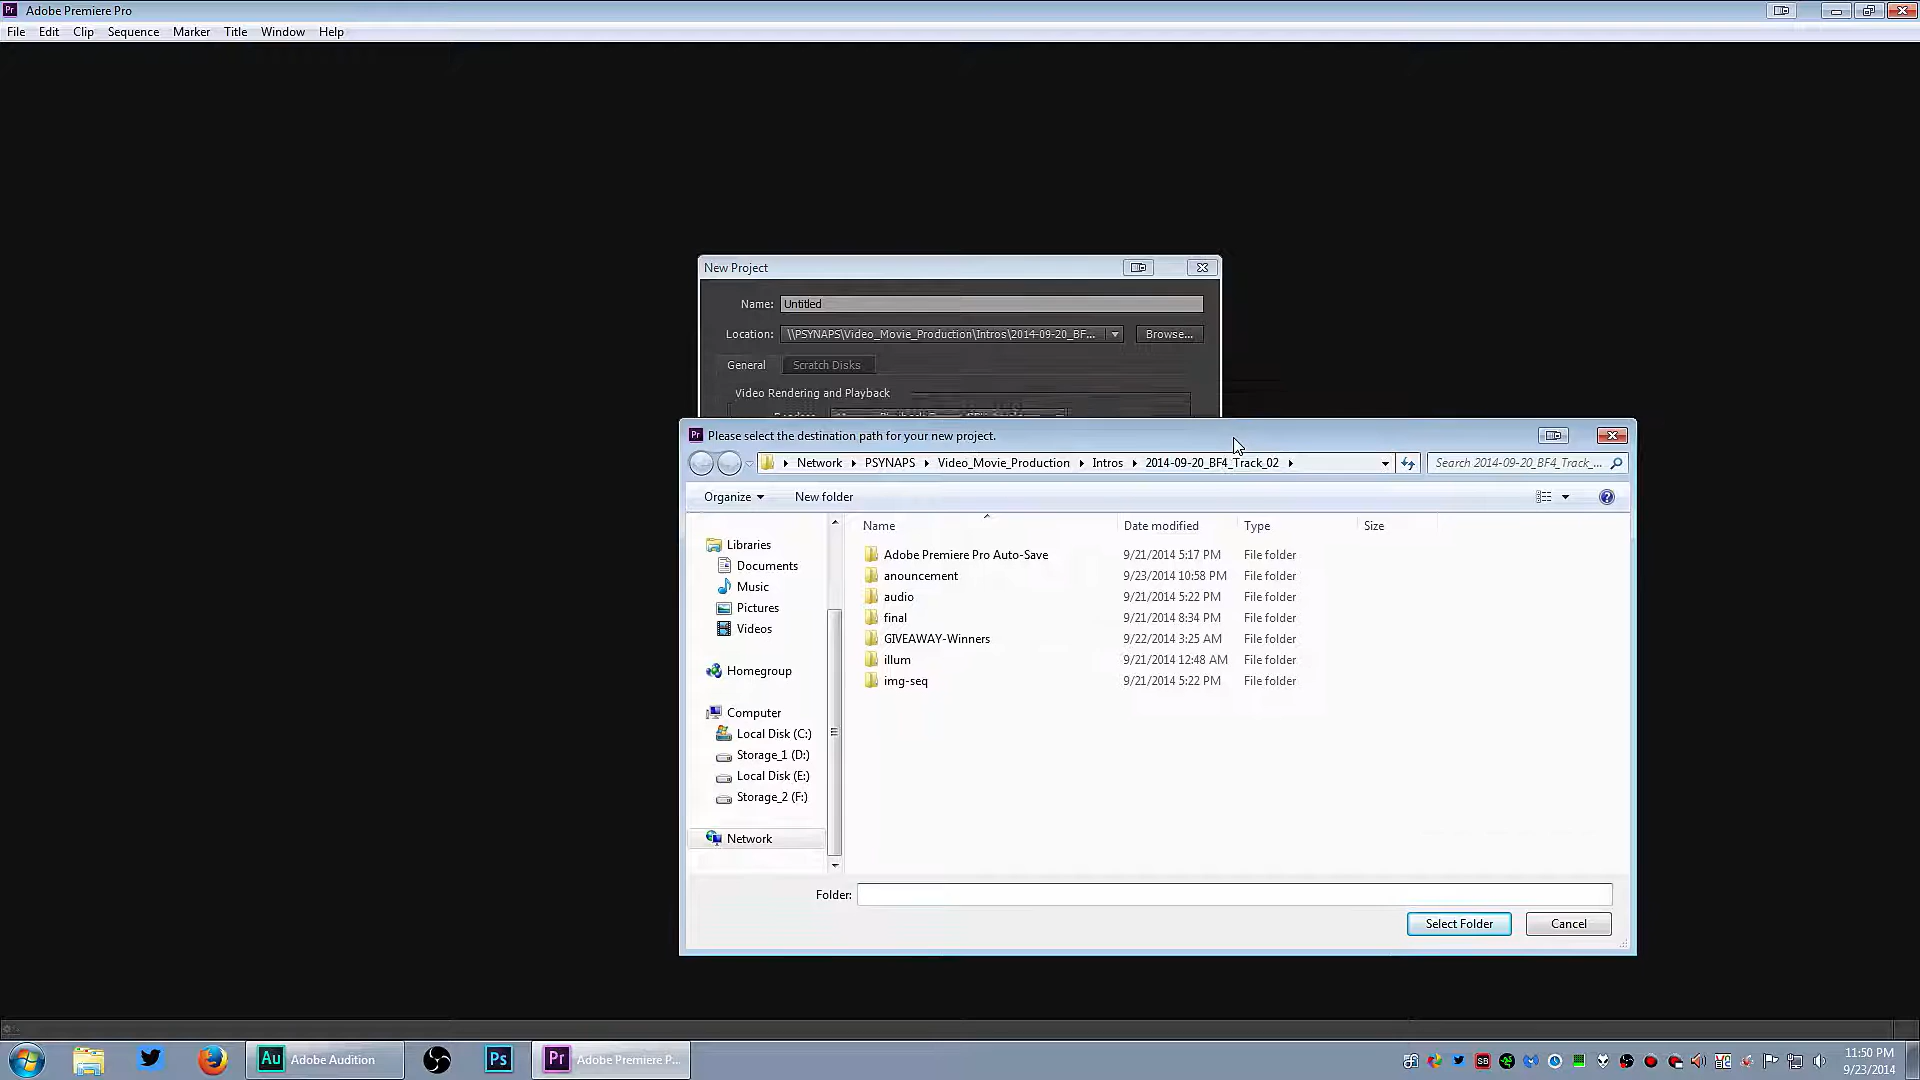 Pr Adobe Premiere Pro
File Edit Clip Sequence Marker Title Window Help
New Project
Name: Untitled
Location: \\PSYNAPS\Video_Movie_Production\Intros\2014-09-20_BF... Browse...
General Scratch Disks
Video Rendering and Playback
Pr Please select the destination path for your new project.
Network PSYNAPS Video_Movie_Production Intros 2014-09-20_BF4_Track_02 Search 2014-09-20_BF4_Track_...
Organize New folder
Name Date modified Type Size
Libraries
Documents
Music
Pictures
Videos
Homegroup
Computer
Local Disk (C:)
Storage_1 (D:)
Local Disk (E:)
Storage_2 (F:)
Network
Adobe Premiere Pro Auto-Save 9/21/2014 5:17 PM File folder
anouncement 9/23/2014 10:58 PM File folder
audio 9/21/2014 5:22 PM File folder
final 9/21/2014 8:34 PM File folder
GIVEAWAY-Winners 9/22/2014 3:25 AM File folder
illum 9/21/2014 12:48 AM File folder
img-seq 9/21/2014 5:22 PM File folder
Folder:
Select Folder Cancel
Au Adobe Audition Ps Pr Adobe Premiere P... SB 11:50 PM
9/23/2014